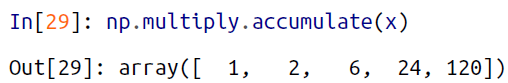 In[29]: np.multiply.accumulate(x)
Out[29]: array([  1,   2,   6,  24, 120])